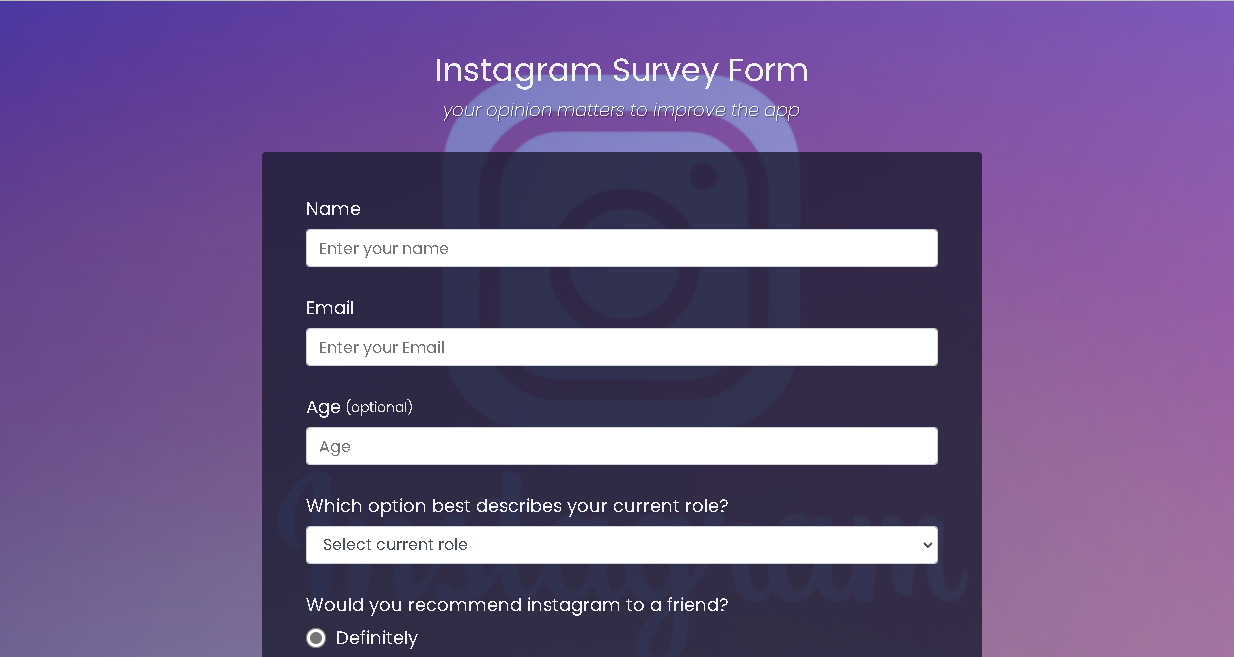 Instagram Survey Form
your opinion matters to improve the app
Name
Enter your name
Email
Enter your Email
Age (optional)
Age
Which option best describes your current role?
Select current role
Instagram
Would you recommend instagram to a friend?
Definitely